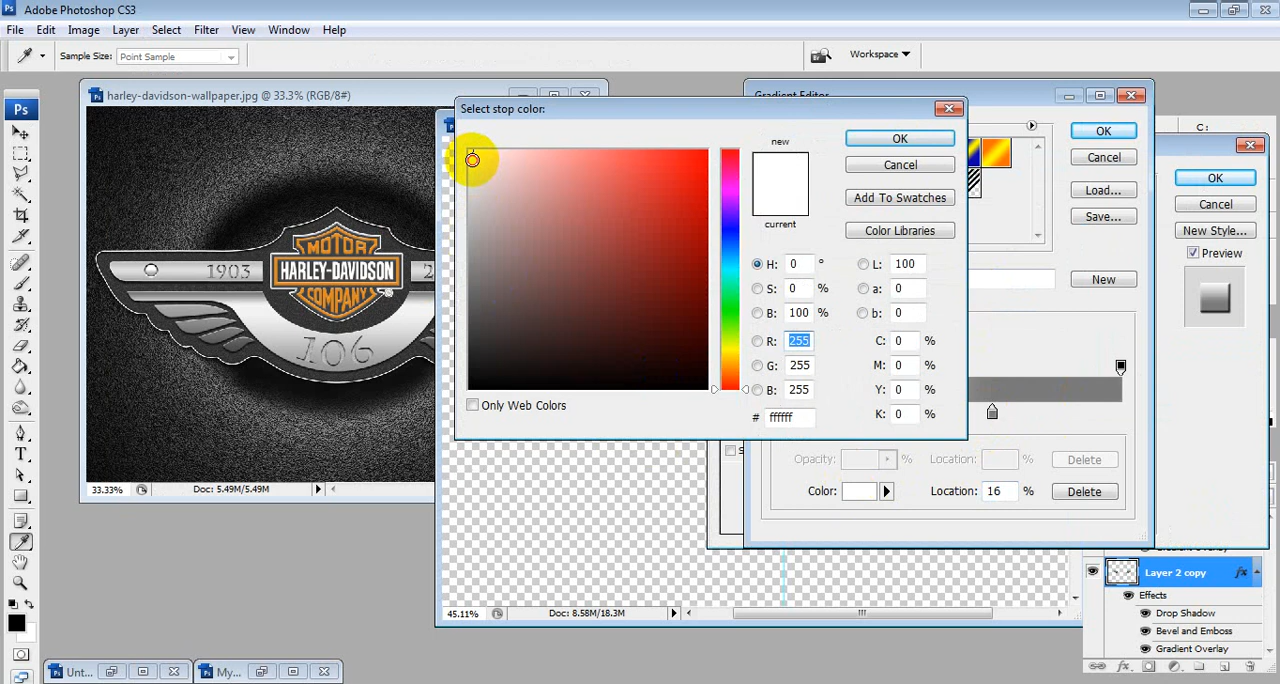 Adobe Photoshop CS3
File Edit Image Layer Select Filter View Window Help
Sample Size: Point Sample Workspace
harley-davidson-wallpaper.jpg @ 33.3% (RGB/8#)
Gradient Editor
Select stop color:
C:
OK
OK
OK
new
Cancel
Cancel
OK
Add To Swatches
Load...
Cancel
current
Save...
Color Libraries
New Style...
MOTOR
Preview
1903
HARLEY-DAVIDSON
COMPANY
H: 0 °
L: 100
New
S: 0 %
a: 0
B: 100 %
b: 0
106
R: 255
C: 0 %
G: 255
M: 0 %
B: 255
Y: 0 %
Only Web Colors
# ffffff
K: 0 %
Opacity: %
Location: %
Delete
33.33% Doc: 5.49M/5.49M
Color:
Location: 16 %
Delete
Layer 2 copy fx
Effects
45.11% Doc: 8.58M/18.3M
Drop Shadow
Bevel and Emboss
Gradient Overlay
Ps Unt...
Ps My...